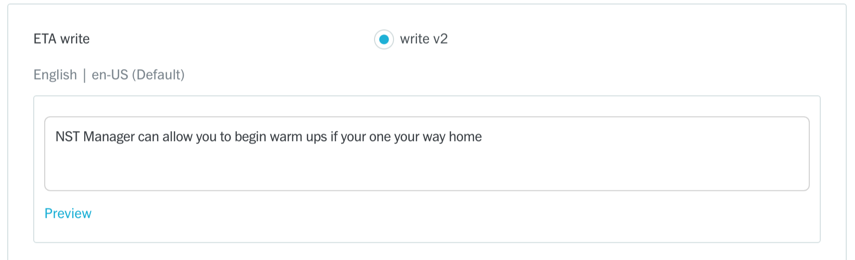 ETA write
write v2
English | en-US (Default)
NST Manager can allow you to begin warm ups if your one your way home
Preview